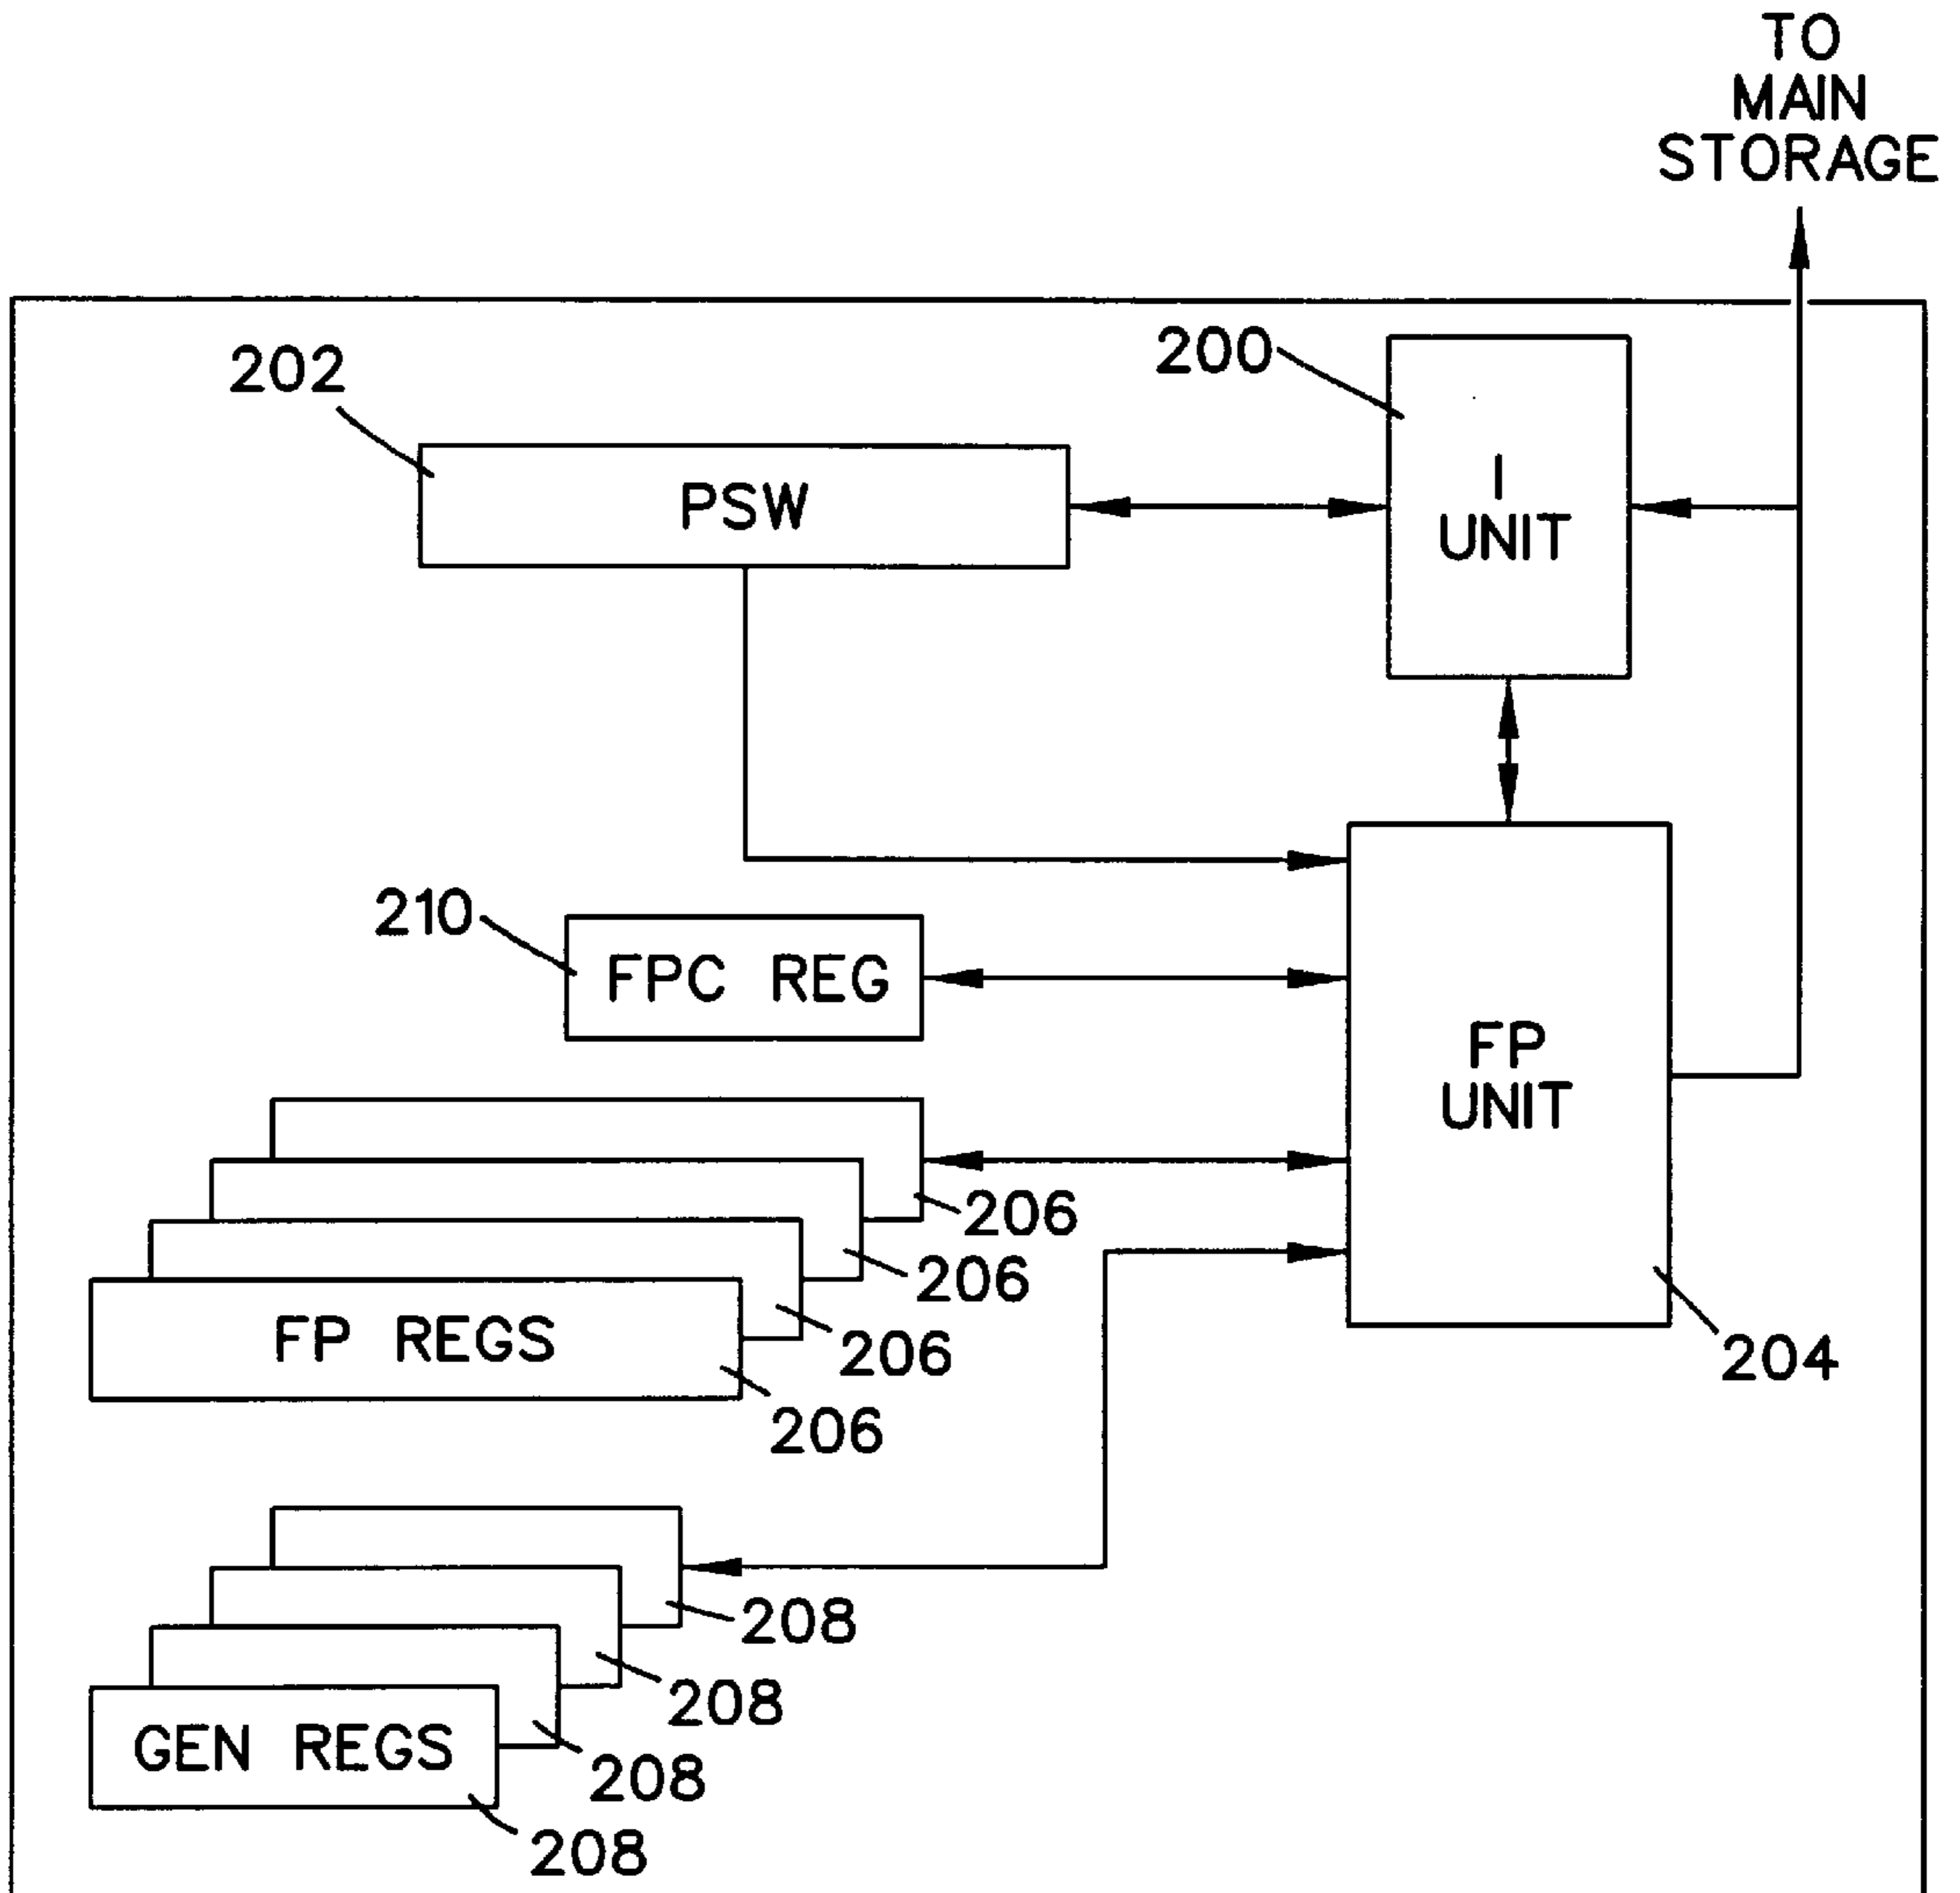 TO
MAIN
STORAGE
202
200
PSW
I
UNIT
210
FPC REG
FP
UNIT
206
206
206
206
FP REGS
204
208
208
208
208
GEN REGS